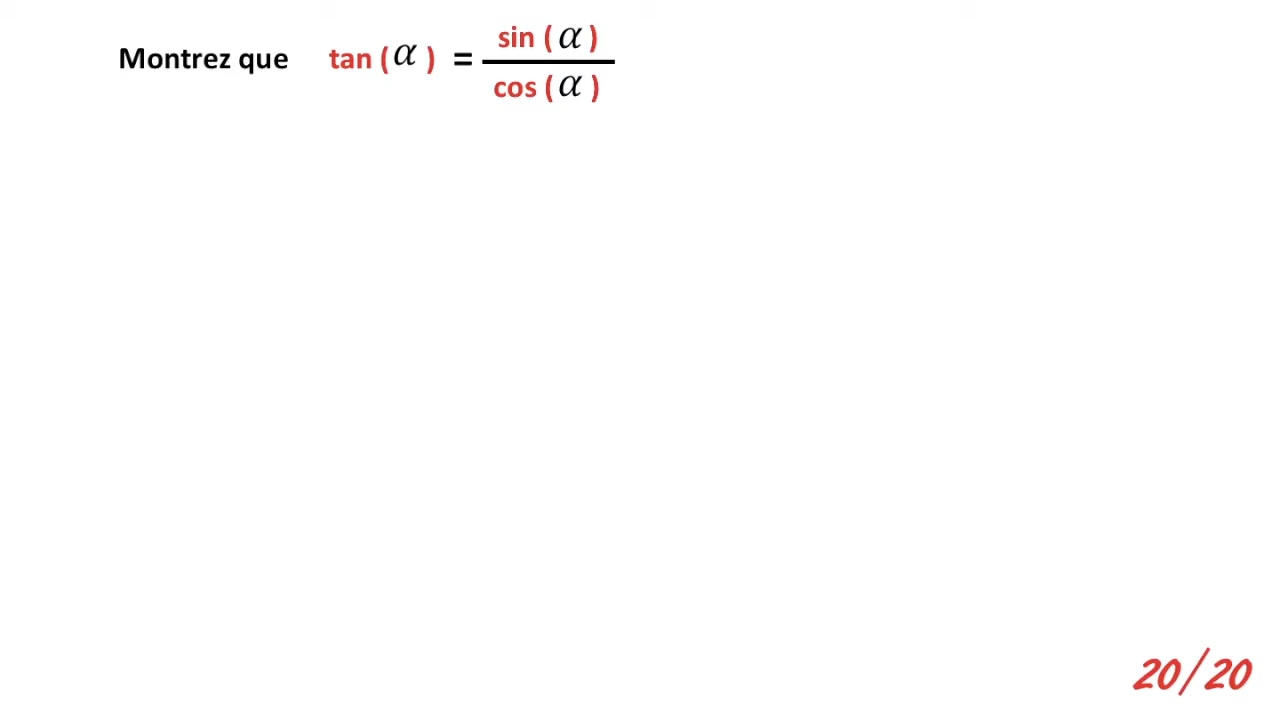 Montrez que tan ( α ) = sin ( α ) / cos ( α )
20/20